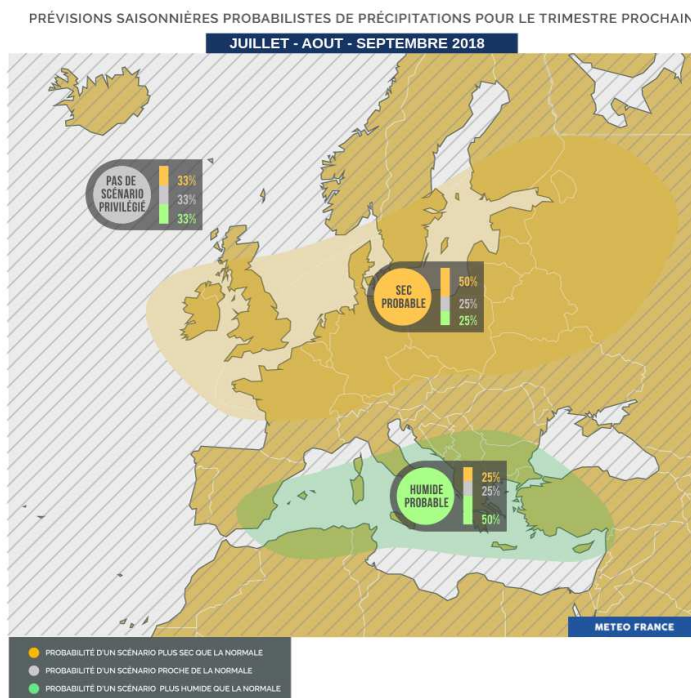 PRÉVISIONS SAISONNIÈRES PROBABILISTES DE PRÉCIPITATIONS POUR LE TRIMESTRE PROCHAIN
JUILLET - AOUT - SEPTEMBRE 2018
PAS DE
SCÉNARIO
PRIVILÉGIÉ
33%
33%
33%
SEC
PROBABLE
50%
25%
25%
HUMIDE
PROBABLE
25%
25%
50%
METEO FRANCE
PROBABILITÉ D'UN SCÉNARIO PLUS SEC QUE LA NORMALE
PROBABILITÉ D'UN SCÉNARIO PROCHE DE LA NORMALE
PROBABILITÉ D'UN SCÉNARIO PLUS HUMIDE QUE LA NORMALE